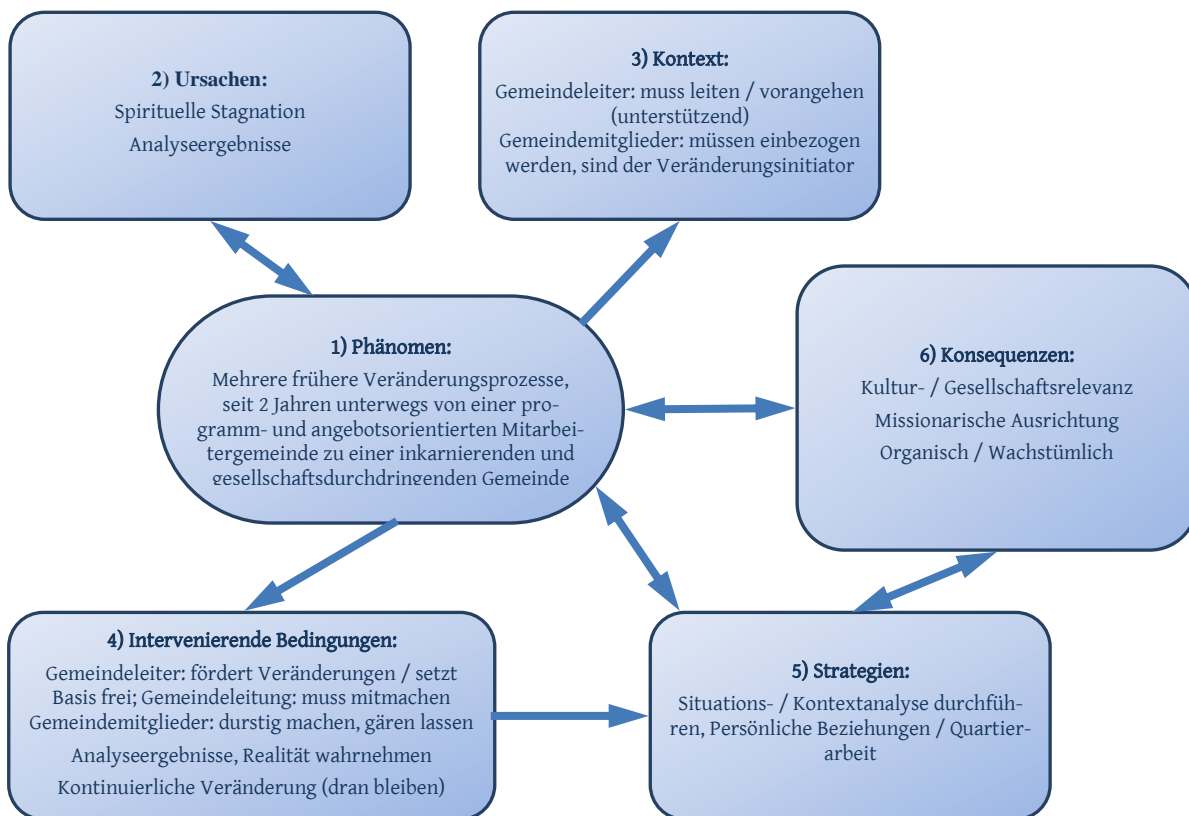 2) Ursachen:
Spirituelle Stagnation
Analyseergebnisse
3) Kontext:
Gemeindeleiter: muss leiten / vorangehen
(unterstützend)
Gemeindemitglieder: müssen einbezogen
werden, sind der Veränderungsinitiator
1) Phänomen:
Mehrere frühere Veränderungsprozesse,
seit 2 Jahren unterwegs von einer pro-
gramm- und angebotsorientierten Mitarbei-
tergemeinde zu einer inkarnierenden und
gesellschaftsdurchdringenden Gemeinde
6) Konsequenzen:
Kultur- / Gesellschaftsrelevanz
Missionarische Ausrichtung
Organisch / Wachstümlich
4) Intervenierende Bedingungen:
Gemeindeleiter: fördert Veränderungen / setzt
Basis frei; Gemeindeleitung: muss mitmachen
Gemeindemitglieder: durstig machen, gären lassen
Analyseergebnisse, Realität wahrnehmen
Kontinuierliche Veränderung (dran bleiben)
5) Strategien:
Situations- / Kontextanalyse durchfüh-
ren, Persönliche Beziehungen / Quartier-
arbeit